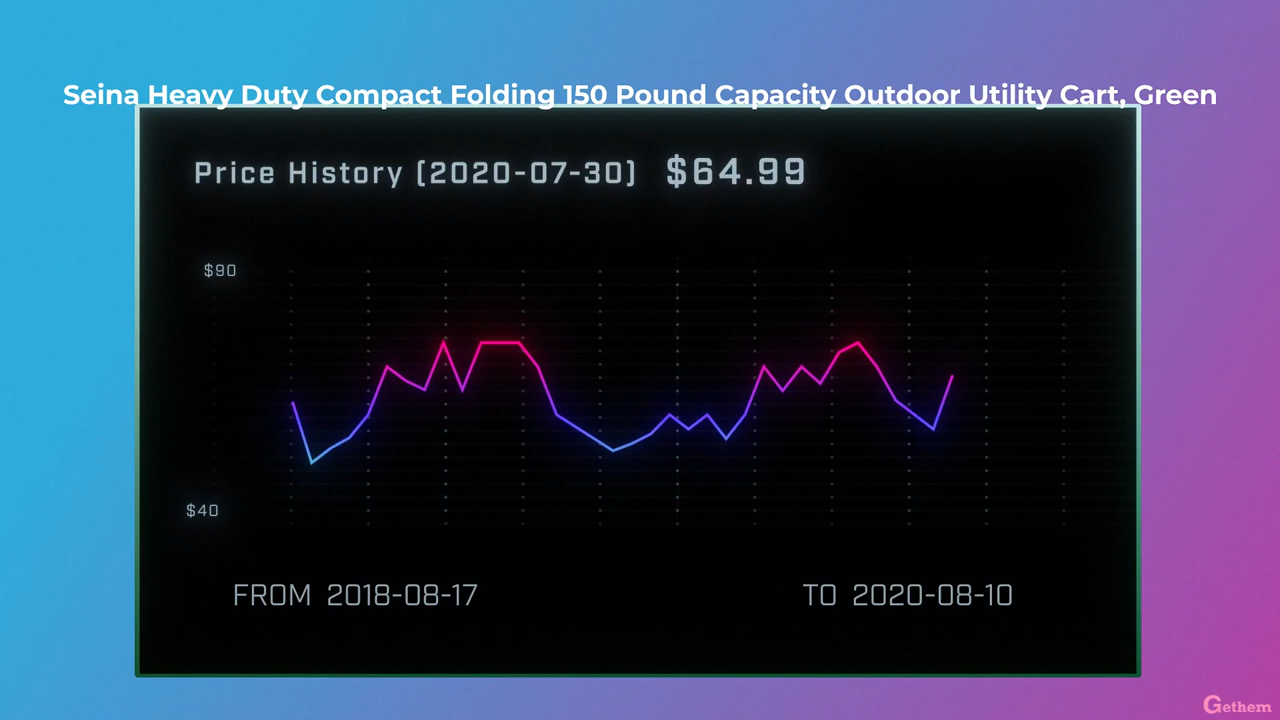 Seina Heavy Duty Compact Folding 150 Pound Capacity Outdoor Utility Cart, Green
Price History [2020-07-30] $64.99
$90
$40
FROM 2018-08-17 TO 2020-08-10
Gethem